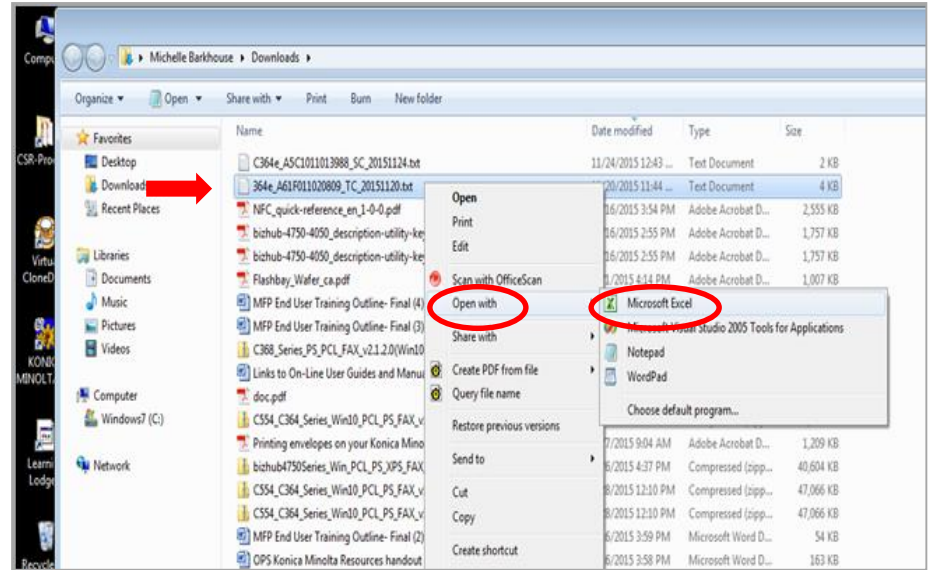 Compu
CSR-Pro
Virtu
CloneD
KONIC
MINOLTA
Learni
Lodge
Recycle
Michelle Barkhouse ▸ Downloads ▸
Organize Open Share with Print Burn New folder
Favorites
Desktop
Download
Recent Places
Libraries
Documents
Music
Pictures
Videos
Computer
Windows7 (C:)
Network
Name Date modified Type Size
C364e_A5C1011013988_SC_20151124.txt 11/24/2015 12:43 ... Text Document 2 KB
364e_A61F011020809_TC_20151120.txt /20/2015 11:44 ... Text Document 4 KB
NFC_quick-reference_en_1-0-0.pdf 16/2015 3:54 PM Adobe Acrobat D... 2,555 KB
bizhub-4750-4050_description-utility-key 16/2015 2:55 PM Adobe Acrobat D... 1,757 KB
bizhub-4750-4050_description-utility-key 16/2015 2:55 PM Adobe Acrobat D... 1,757 KB
Flashbay_Wafer_ca.pdf 1/2015 4:14 PM Adobe Acrobat D... 1,007 KB
MFP End User Training Outline- Final (4)
MFP End User Training Outline- Final (3)
C368_Series_PS_PCL_FAX_v2.1.2.0(Win10
Links to On-Line User Guides and Manua
doc.pdf
C554_C364_Series_Win10_PCL_PS_FAX_v
Printing envelopes on your Konica Mino 7/2015 9:04 AM Adobe Acrobat D... 1,209 KB
bizhub4750Series_Win_PCL_PS_XPS_FAX 6/2015 4:37 PM Compressed (zipp... 40,604 KB
C554_C364_Series_Win10_PCL_PS_FAX_v 8/2015 12:10 PM Compressed (zipp... 47,066 KB
C554_C364_Series_Win10_PCL_PS_FAX_v 8/2015 12:10 PM Compressed (zipp... 47,066 KB
MFP End User Training Outline- Final (2) 6/2015 3:59 PM Microsoft Word D... 54 KB
OPS Konica Minolta Resources handout 6/2015 3:58 PM Microsoft Word D... 163 KB
Open
Print
Edit
Scan with OfficeScan
Open with
Share with
Create PDF from file
Query file name
Restore previous versions
Send to
Cut
Copy
Create shortcut
Microsoft Excel
Microsoft Visual Studio 2005 Tools for Applications
Notepad
WordPad
Choose default program...